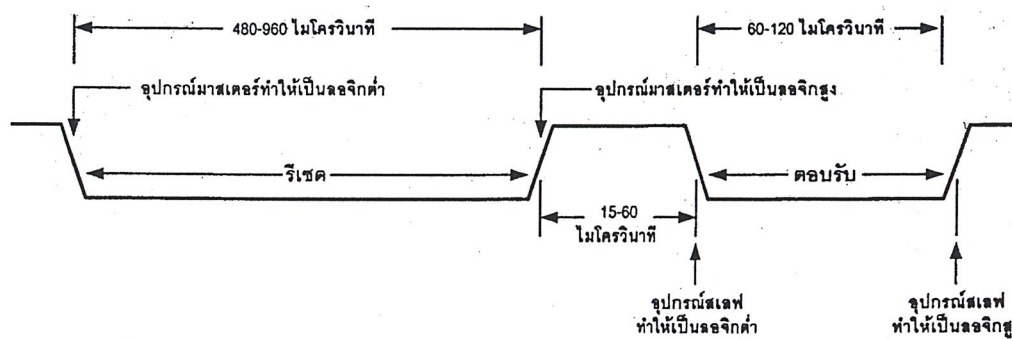 480-960 ไมโครวินาที
60-120 ไมโครวินาที
อุปกรณ์มาสเตอร์ทำให้เป็นลอจิกต่ำ
อุปกรณ์มาสเตอร์ทำให้เป็นลอจิกสูง
รีเซต
ตอบรับ
15-60
ไมโครวินาที
อุปกรณ์สเลฟ
ทำให้เป็นลอจิกต่ำ
อุปกรณ์สเลฟ
ทำให้เป็นลอจิกสู